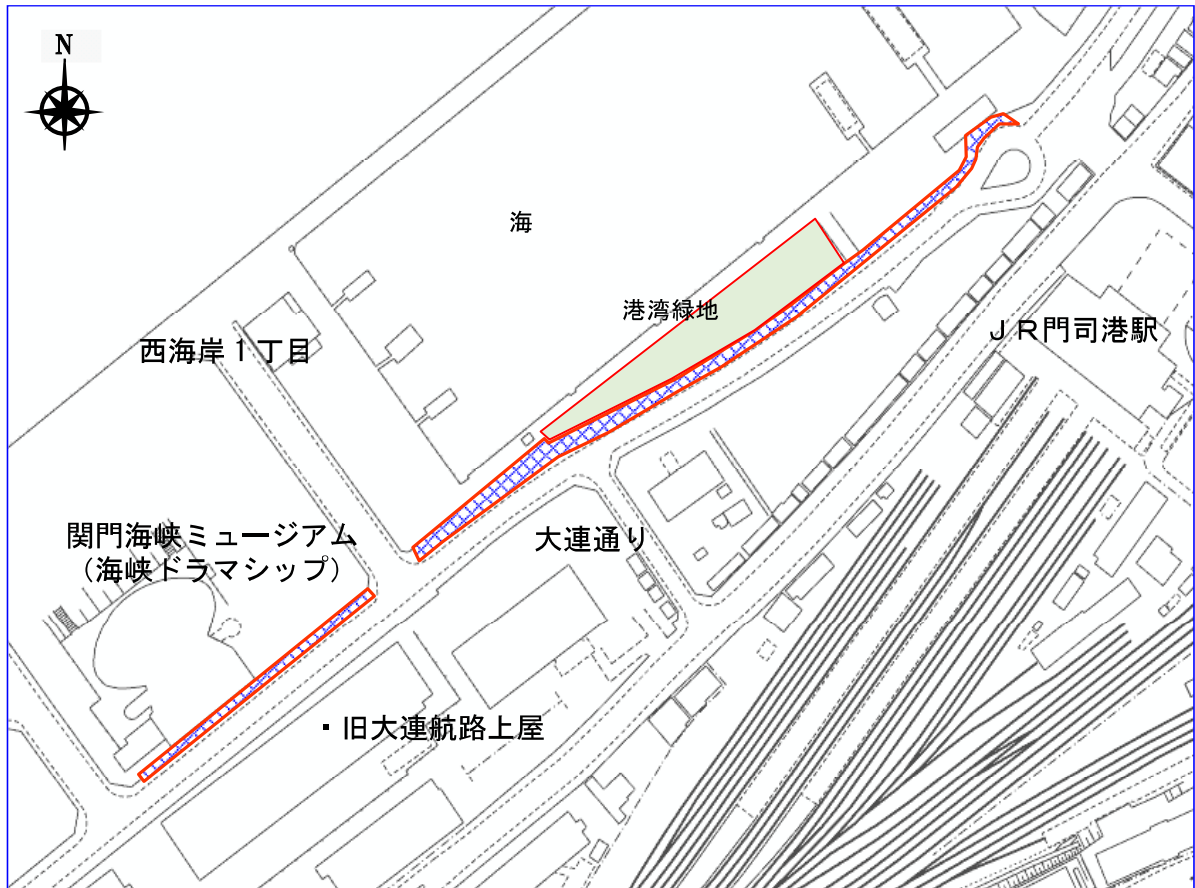 N
海
港湾緑地
JR門司港駅
西海岸1丁目
関門海峡ミュージアム
(海峡ドラマシップ)
大連通り
・旧大連航路上屋